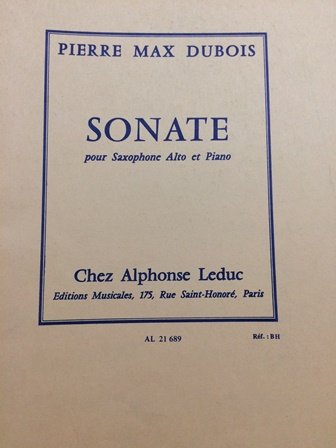 PIERRE MAX DUBOIS
SONATE
pour Saxophone Alto et Piano
Chez Alphonse Leduc
Editions Musicales, 175, Rue Saint-Honoré, Paris
AL 21 689
Réf. : BH